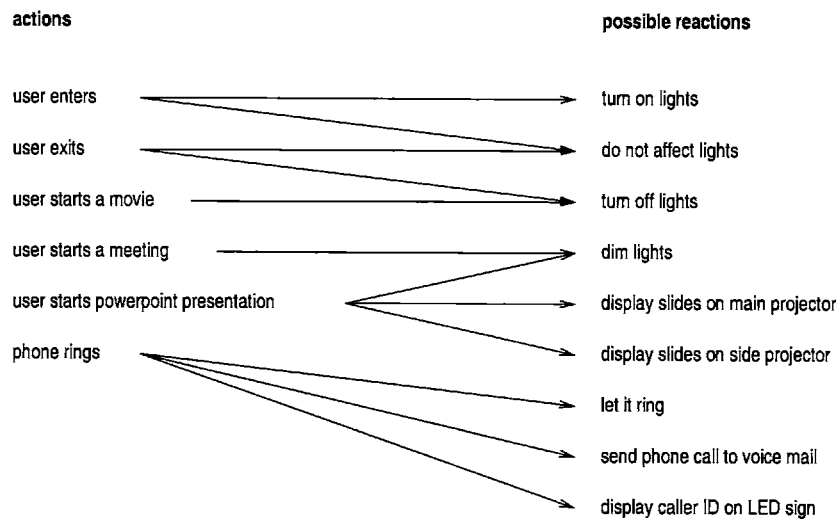 actions
possible reactions
user enters
turn on lights
user exits
do not affect lights
user starts a movie
turn off lights
user starts a meeting
dim lights
user starts powerpoint presentation
display slides on main projector
phone rings
display slides on side projector
let it ring
send phone call to voice mail
display caller ID on LED sign